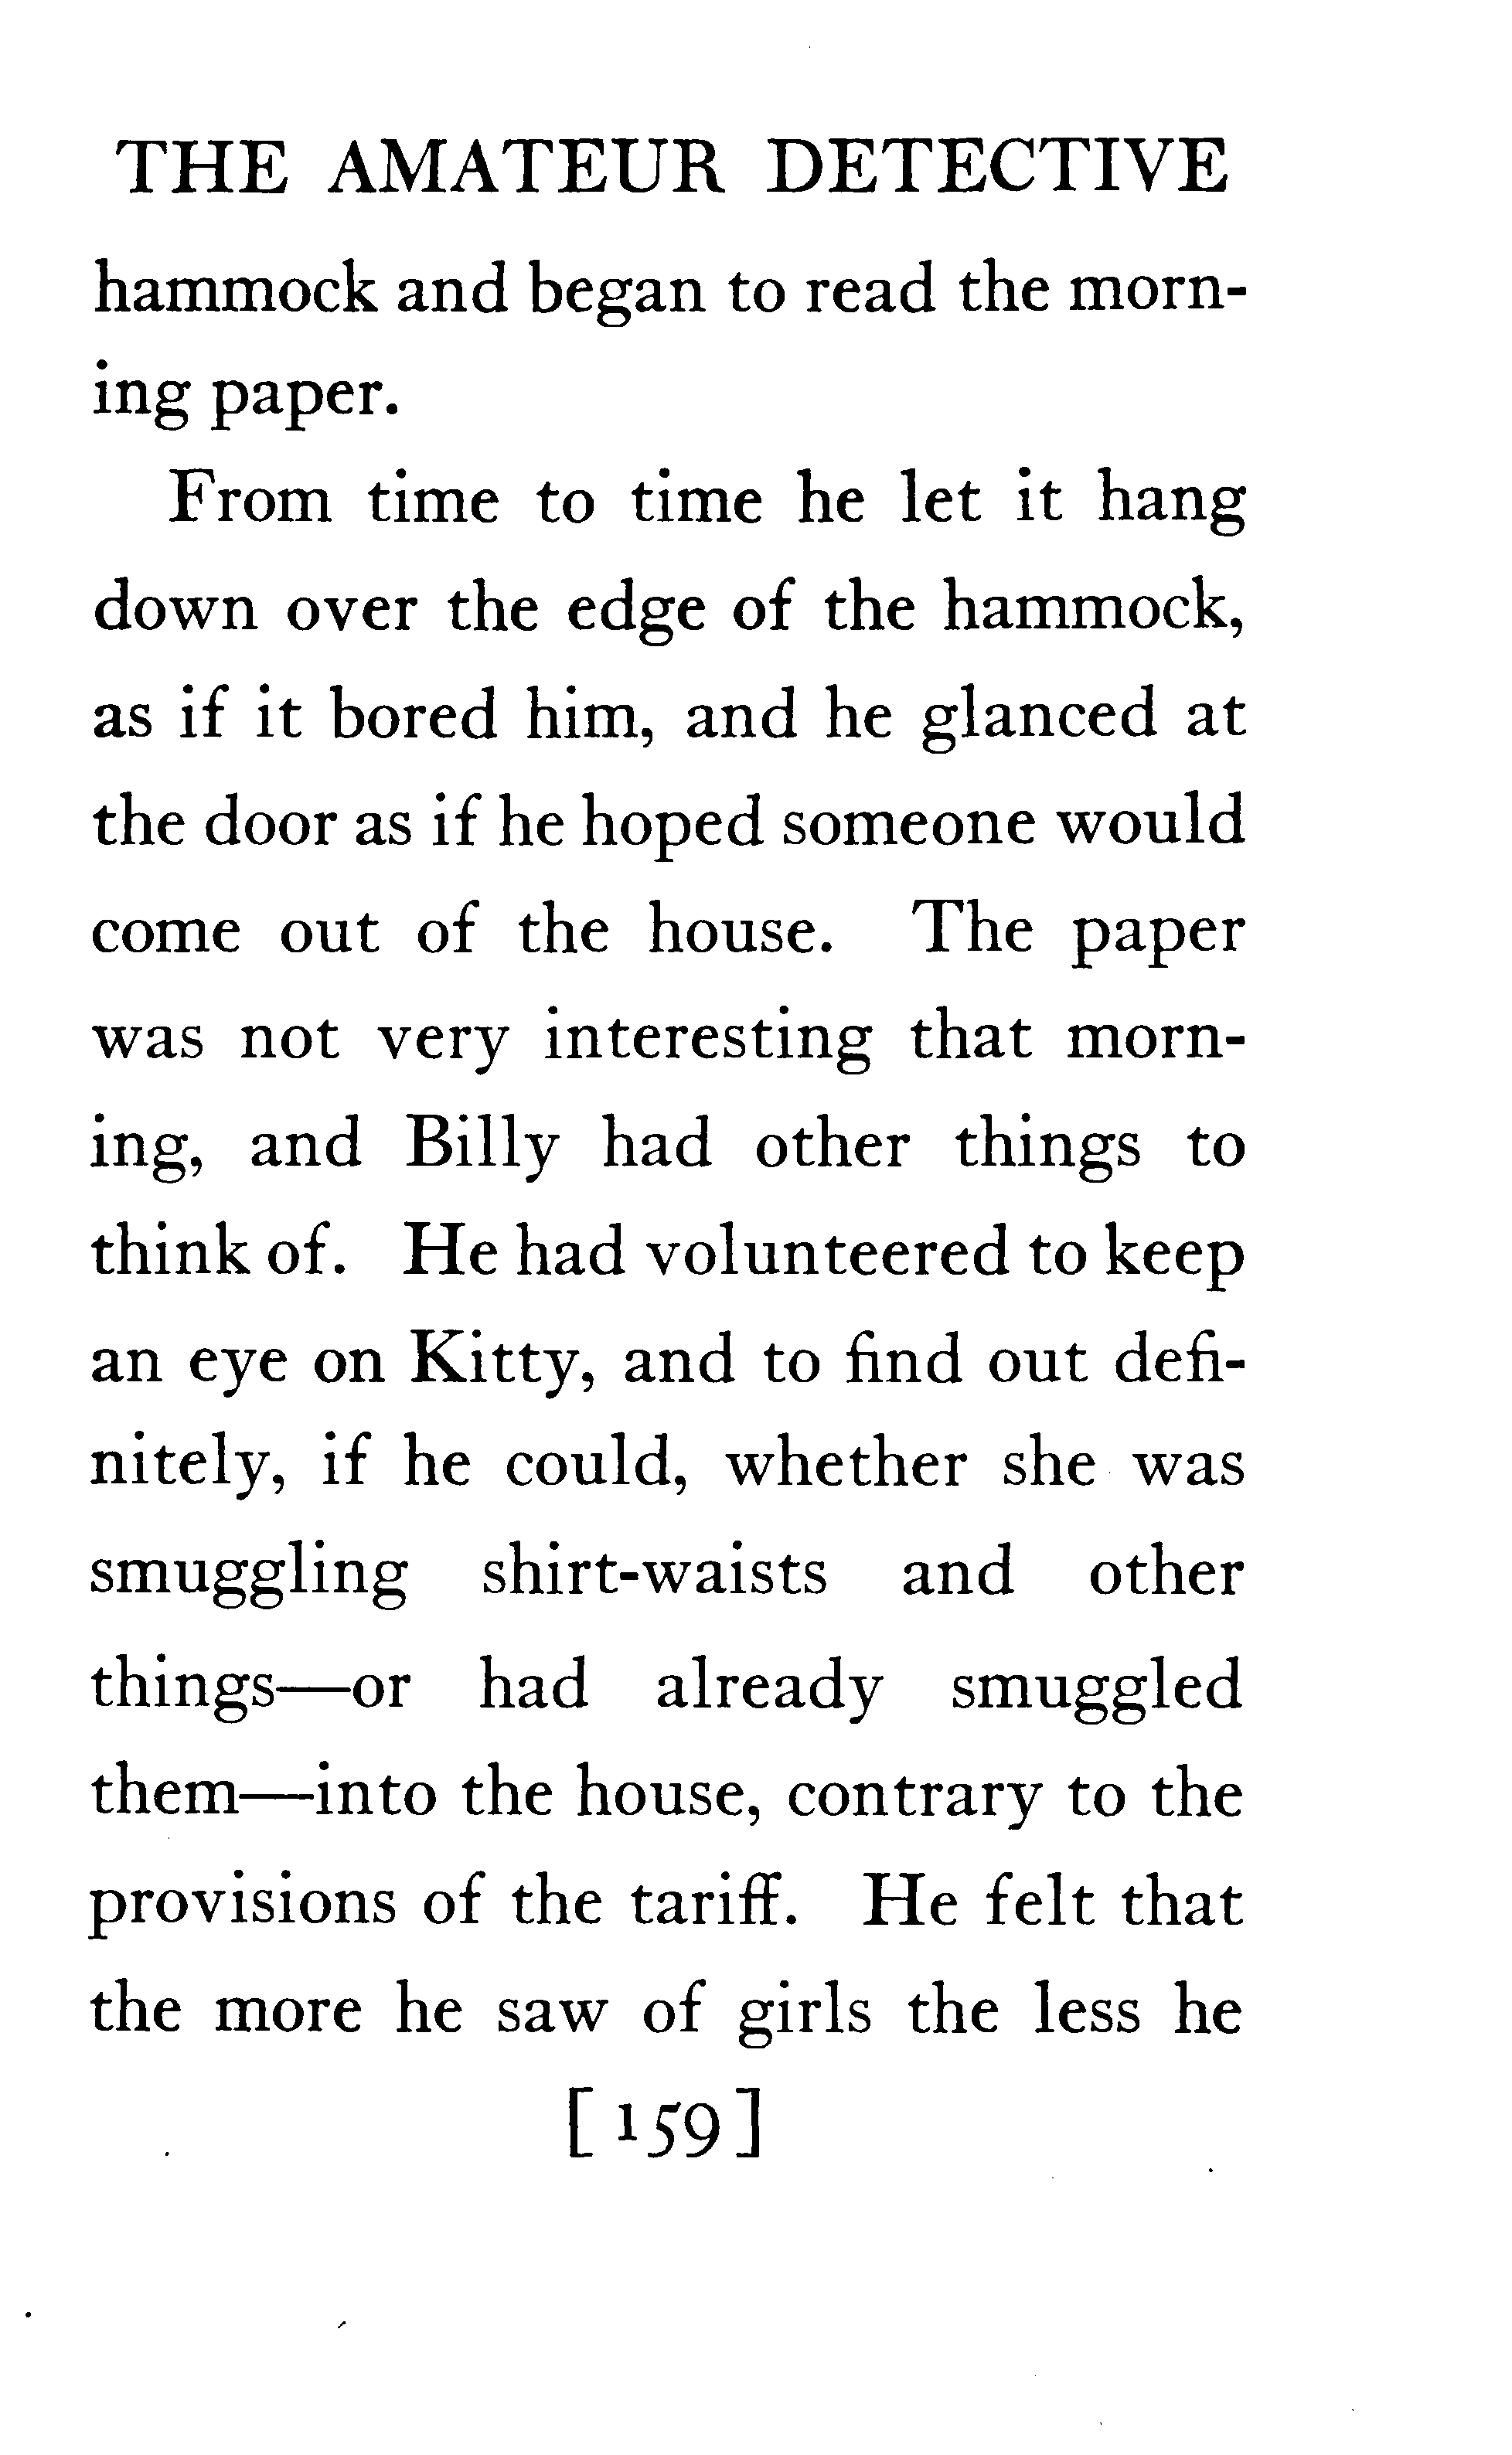 THE AMATEUR DETECTIVE
hammock and began to read the morn-
ing paper.
From time to time he let it hang
down over the edge of the hammock,
as if it bored him, and he glanced at
the door as if he hoped someone would
come out of the house. The paper
was not very interesting that morn-
ing, and Billy had other things to
think of. He had volunteered to keep
an eye on Kitty, and to find out defi-
nitely, if he could, whether she was
smuggling shirt-waists and other
things—or had already smuggled
them—into the house, contrary to the
provisions of the tariff. He felt that
the more he saw of girls the less he
[159]